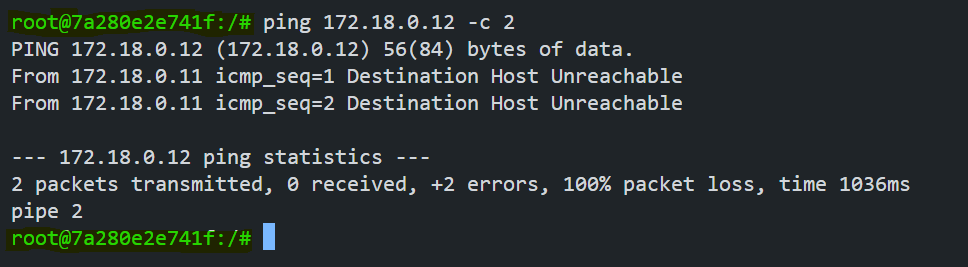 root@7a280e2e741f:/# ping 172.18.0.12 -c 2
PING 172.18.0.12 (172.18.0.12) 56(84) bytes of data.
From 172.18.0.11 icmp_seq=1 Destination Host Unreachable
From 172.18.0.11 icmp_seq=2 Destination Host Unreachable

--- 172.18.0.12 ping statistics ---
2 packets transmitted, 0 received, +2 errors, 100% packet loss, time 1036ms
pipe 2
root@7a280e2e741f:/#